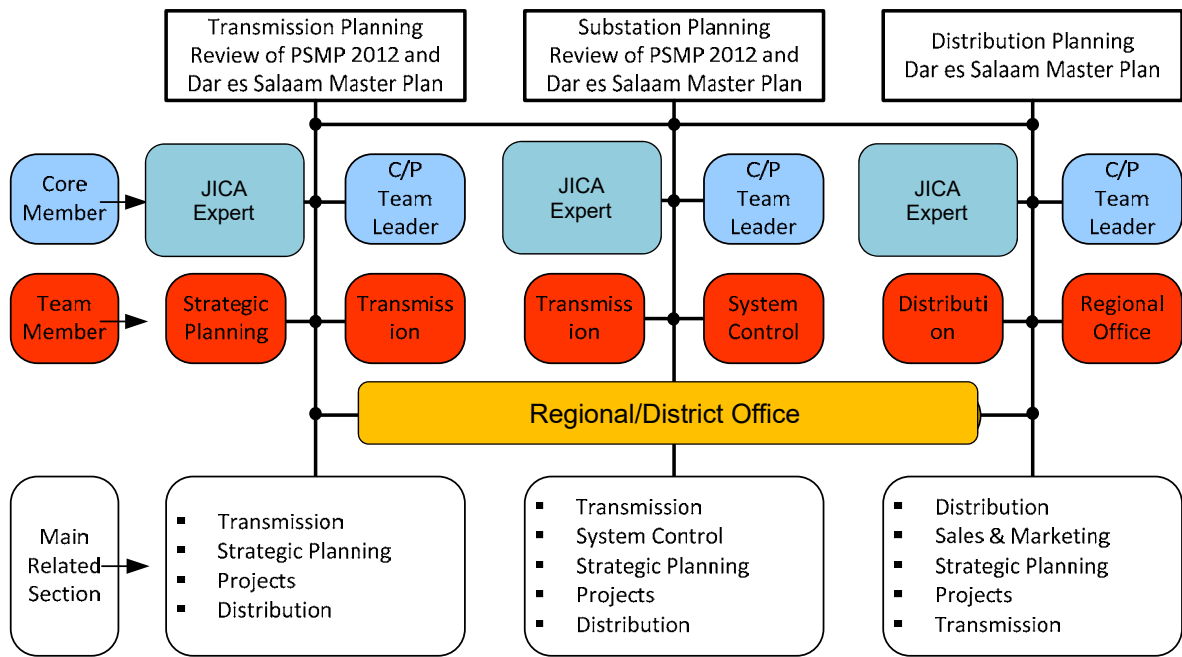 Transmission Planning
Review of PSMP 2012 and
Dar es Salaam Master Plan
Substation Planning
Review of PSMP 2012 and
Dar es Salaam Master Plan
Distribution Planning
Dar es Salaam Master Plan
Core
Member
JICA
Expert
C/P
Team
Leader
JICA
Expert
C/P
Team
Leader
JICA
Expert
C/P
Team
Leader
Team
Member
Strategic
Planning
Transmiss
ion
Transmiss
ion
System
Control
Distributi
on
Regional
Office
Regional/District Office
Main
Related
Section
▪ Transmission
▪ Strategic Planning
▪ Projects
▪ Distribution
▪ Transmission
▪ System Control
▪ Strategic Planning
▪ Projects
▪ Distribution
▪ Distribution
▪ Sales & Marketing
▪ Strategic Planning
▪ Projects
▪ Transmission